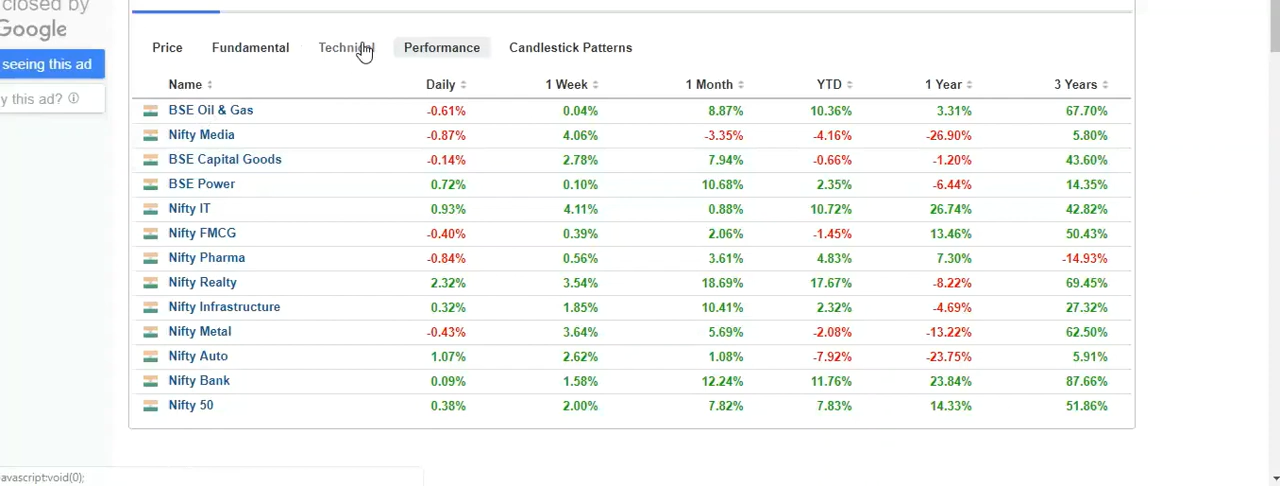 closed by
Google
seeing this ad
y this ad?
Price Fundamental Technical Performance Candlestick Patterns
Name Daily 1 Week 1 Month YTD 1 Year 3 Years
BSE Oil & Gas -0.61% 0.04% 8.87% 10.36% 3.31% 67.70%
Nifty Media -0.87% 4.06% -3.35% -4.16% -26.90% 5.80%
BSE Capital Goods -0.14% 2.78% 7.94% -0.66% -1.20% 43.60%
BSE Power 0.72% 0.10% 10.68% 2.35% -6.44% 14.35%
Nifty IT 0.93% 4.11% 0.88% 10.72% 26.74% 42.82%
Nifty FMCG -0.40% 0.39% 2.06% -1.45% 13.46% 50.43%
Nifty Pharma -0.84% 0.56% 3.61% 4.83% 7.30% -14.93%
Nifty Realty 2.32% 3.54% 18.69% 17.67% -8.22% 69.45%
Nifty Infrastructure 0.32% 1.85% 10.41% 2.32% -4.69% 27.32%
Nifty Metal -0.43% 3.64% 5.69% -2.08% -13.22% 62.50%
Nifty Auto 1.07% 2.62% 1.08% -7.92% -23.75% 5.91%
Nifty Bank 0.09% 1.58% 12.24% 11.76% 23.84% 87.66%
Nifty 50 0.38% 2.00% 7.82% 7.83% 14.33% 51.86%
avascript:void(0);